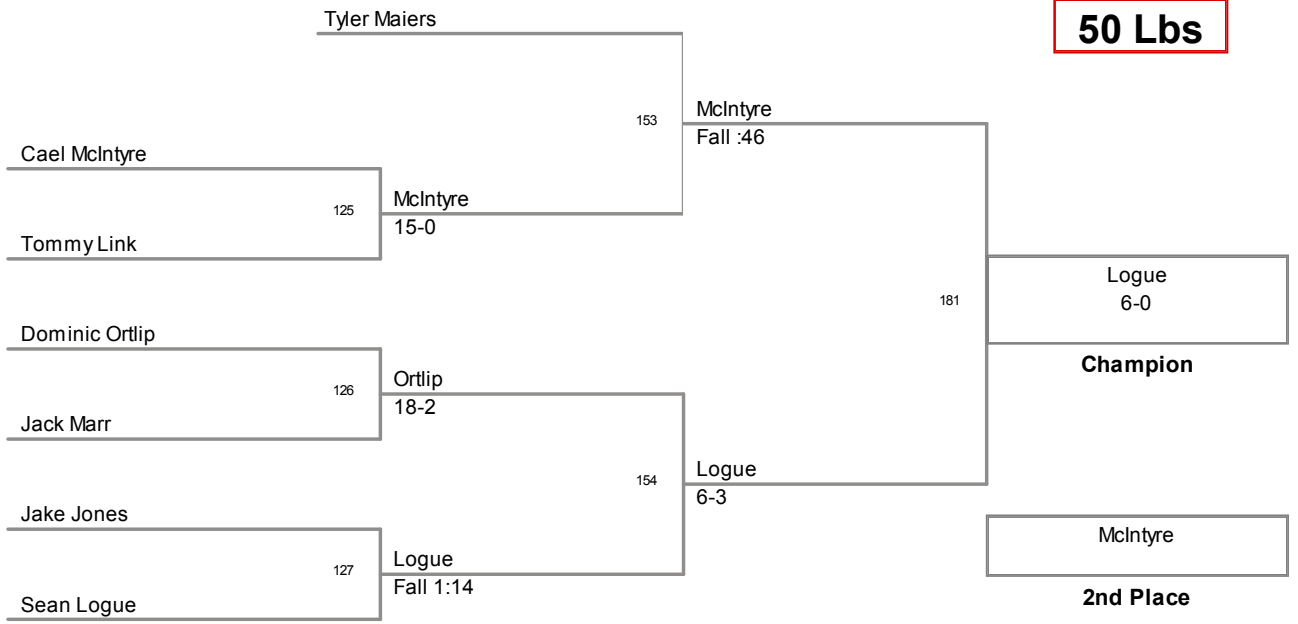 Tyler Maiers
50 Lbs
153
McIntyre
Fall :46
Cael McIntyre
125
McIntyre
15-0
Tommy Link
181
Logue
6-0
Champion
Dominic Ortlip
126
Ortlip
18-2
Jack Marr
154
Logue
6-3
Jake Jones
127
Logue
Fall 1:14
Sean Logue
McIntyre
2nd Place